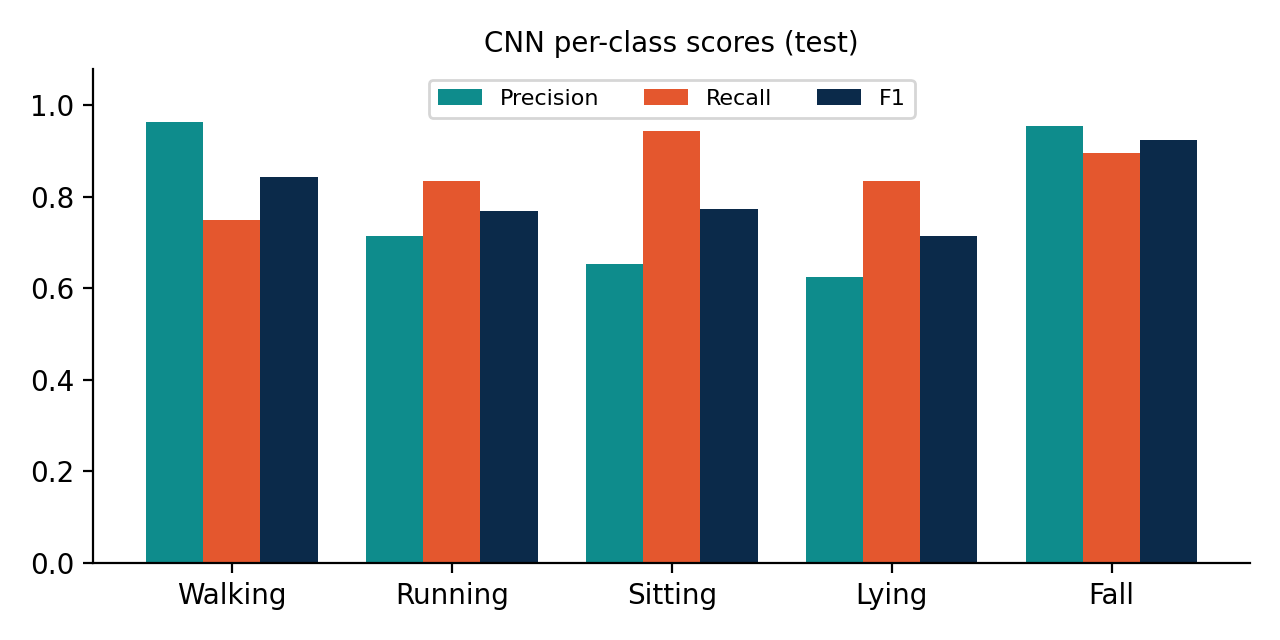 CNN per-class scores (test)
Precision Recall F1
1.0
0.8
0.6
0.4
0.2
0.0
Walking Running Sitting Lying Fall